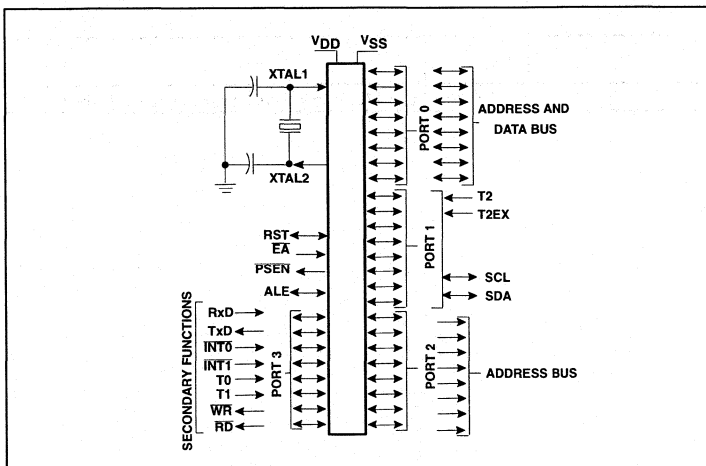 VDD VSS
XTAL1
XTAL2
PORT 0
ADDRESS AND
DATA BUS
PORT 1
T2
T2EX
SCL
SDA
RST
EA
PSEN
ALE
SECONDARY FUNCTIONS
RxD
TxD
INT0
INT1
T0
T1
WR
RD
PORT 3
PORT 2
ADDRESS BUS